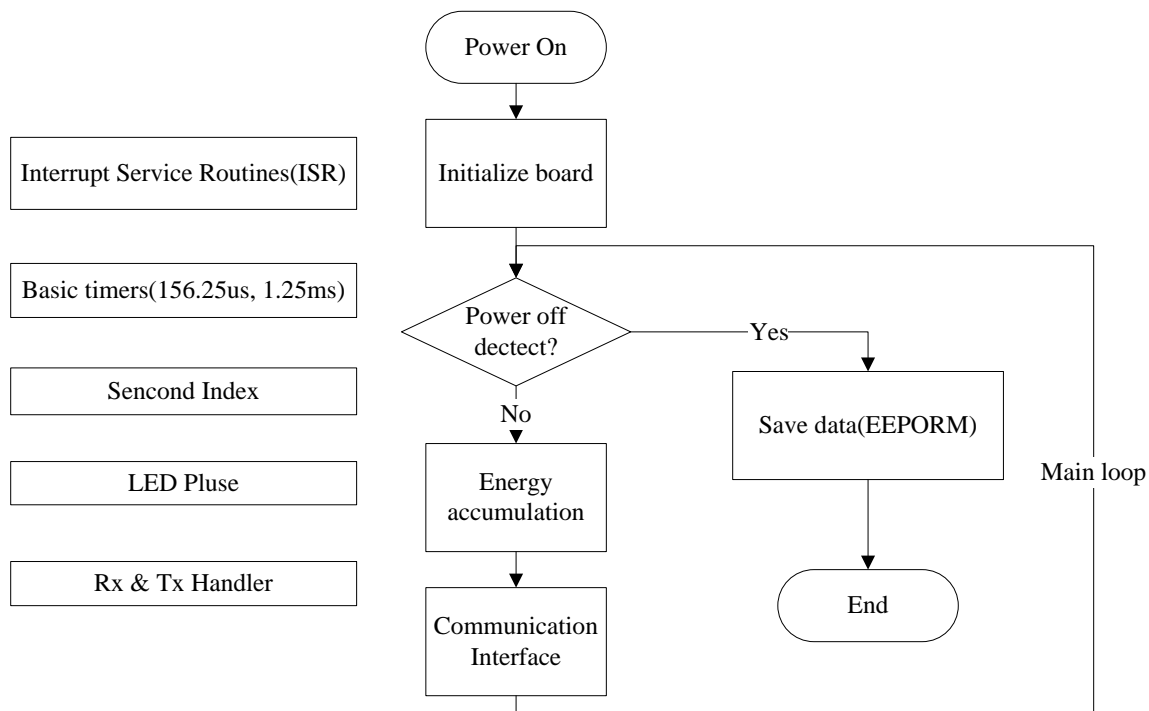 Power On
Interrupt Service Routines(ISR)
Initialize board
Basic timers(156.25us, 1.25ms)
Power off
dectect?
Yes
Sencond Index
No
Save data(EEPORM)
LED Pluse
Energy
accumulation
Main loop
Rx & Tx Handler
End
Communication
Interface